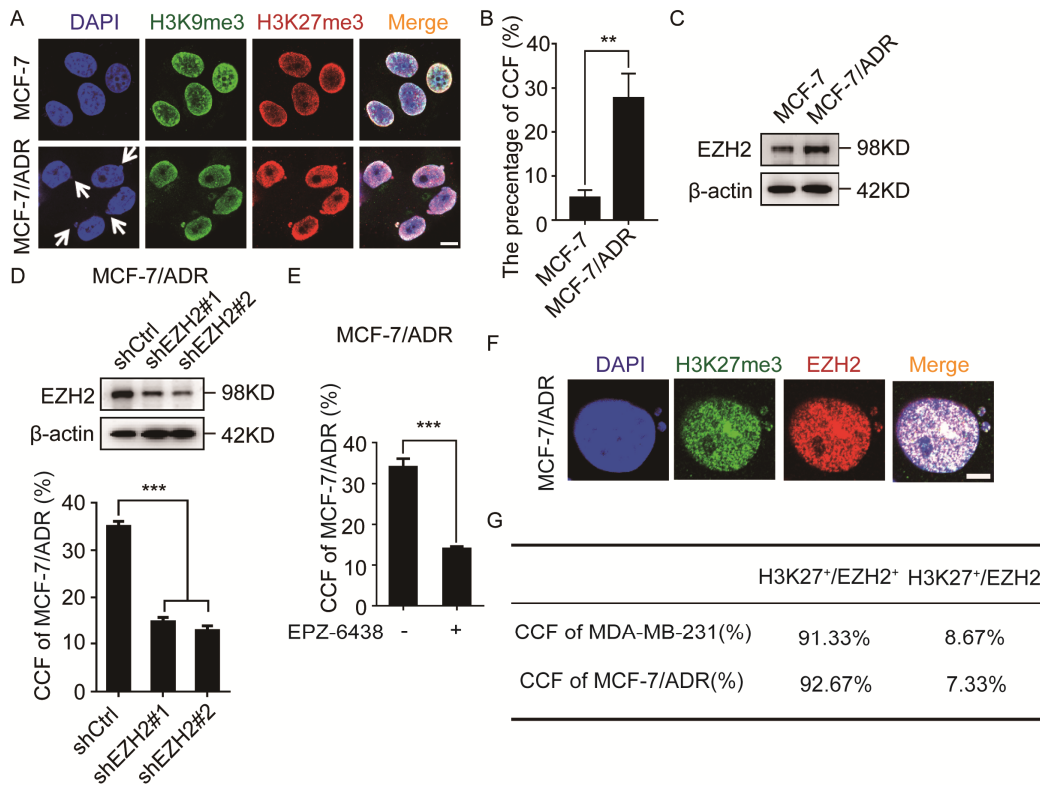 A
DAPI H3K9me3 H3K27me3 Merge
MCF-7
MCF-7/ADR
B
The precentage of CCF (%)
40
30
20
10
0
**
MCF-7
MCF-7/ADR
C
MCF-7
MCF-7/ADR
EZH2 98KD
β-actin 42KD
D
MCF-7/ADR
shCtrl
shEZH2#1
shEZH2#2
EZH2 98KD
β-actin 42KD
CCF of MCF-7/ADR (%)
40
30
20
10
0
***
shCtrl
shEZH2#1
shEZH2#2
E
MCF-7/ADR
CCF of MCF-7/ADR (%)
40
30
20
10
0
***
EPZ-6438 - +
F
DAPI H3K27me3 EZH2 Merge
MCF-7/ADR
G
H3K27+/EZH2+ H3K27+/EZH2
CCF of MDA-MB-231(%) 91.33% 8.67%
CCF of MCF-7/ADR(%) 92.67% 7.33%